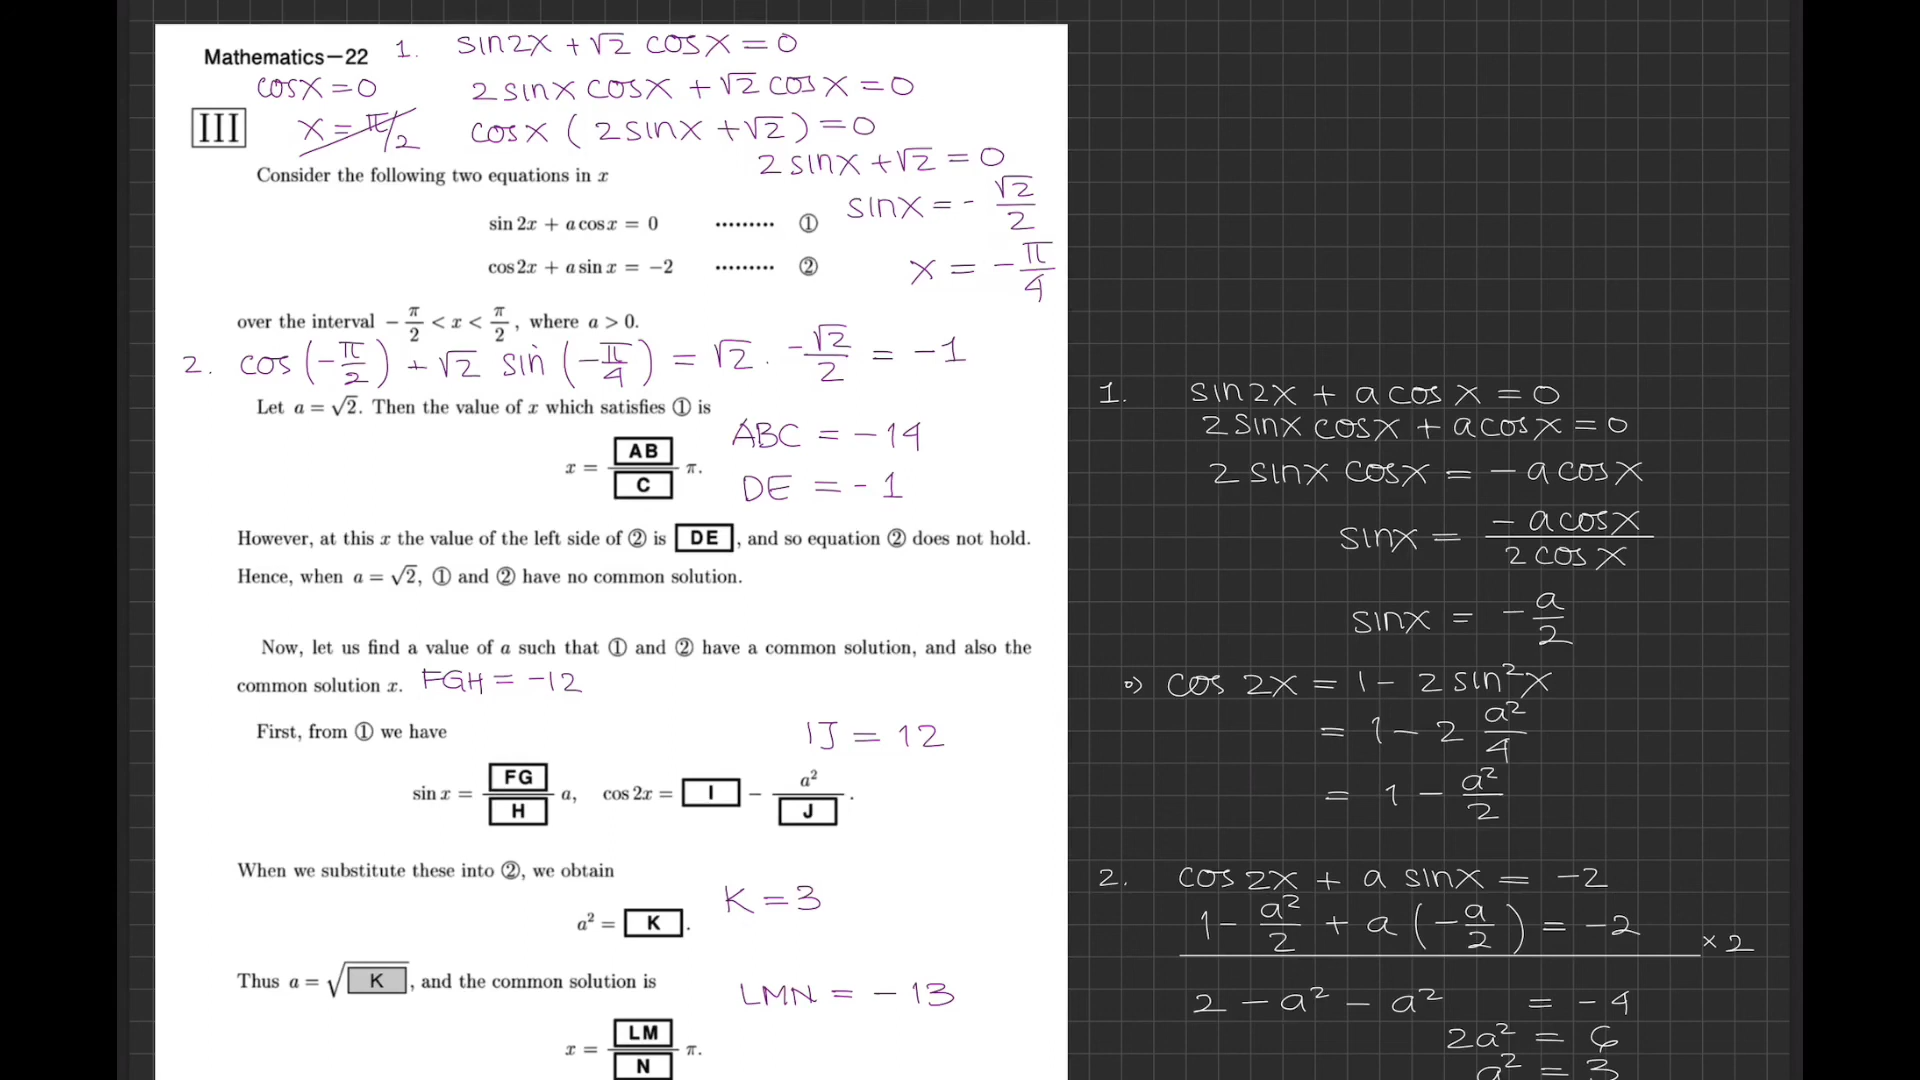 Mathematics—22
1. sin2x + √2 cosx = 0
cosx = 0
2sinx cosx + √2 cosx = 0
III
x = π/2
cosx (2sinx + √2) = 0
2sinx + √2 = 0
Consider the following two equations in x
sinx = - √2/2
sin 2x + a cos x = 0 ········· ①
x = - π/4
cos 2x + a sin x = −2 ········· ②
over the interval −π/2 < x < π/2, where a > 0.
2. cos(-π/2) + √2 sin(-π/4) = √2 · -√2/2 = -1
Let a = √2. Then the value of x which satisfies ① is
ABC = -14
x = AB/C π.
DE = -1
However, at this x the value of the left side of ② is DE, and so equation ② does not hold.
Hence, when a = √2, ① and ② have no common solution.
Now, let us find a value of a such that ① and ② have a common solution, and also the
common solution x. FGH = -12
First, from ① we have
IJ = 12
sin x = FG/H a, cos 2x = I − a²/J.
When we substitute these into ②, we obtain
K = 3
a² = K.
Thus a = √K, and the common solution is
LMN = -13
x = LM/N π.
1. sin2x + a cos x = 0
2sinx cosx + a cosx = 0
2 sinx cosx = - a cosx
sinx = - a cosx / 2 cosx
sinx = - a/2
o) cos 2x = 1 - 2 sin²x
= 1 - 2 a²/4
= 1 - a²/2
2. cos2x + a sinx = -2
1 - a²/2 + a(-a/2) = -2 × 2
2 - a² - a² = -4
2a² = 6
a² = 3